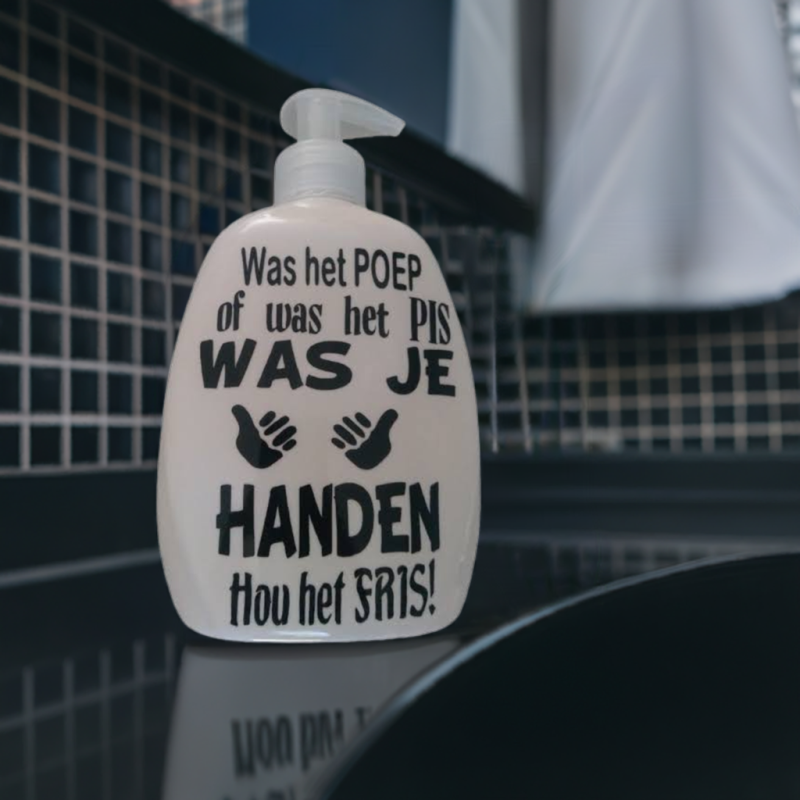 Was het POEP
of was het PIS
WAS JE
HANDEN
Hou het FRIS!